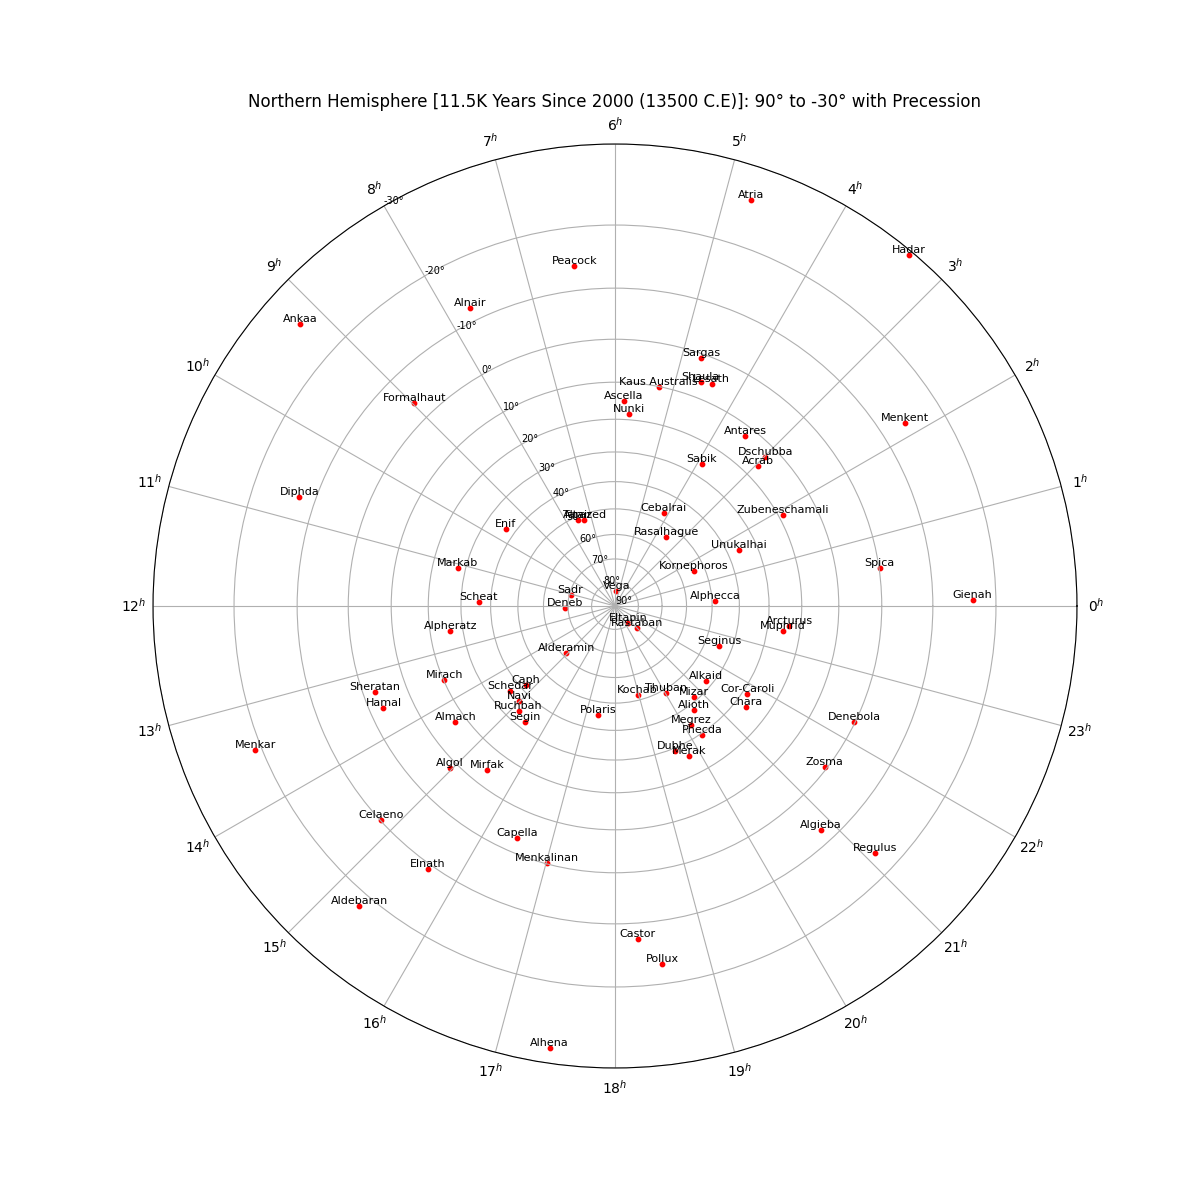 Northern Hemisphere [11.5K Years Since 2000 (13500 C.E)]: 90° to -30° with Precession
6h
7h
5h
8h
4h
-30°
Atria
Hadar
9h
3h
Peacock
-20°
Alnair
Ankaa
-10°
Sargas
10h
2h
0°
Shaula
Lesath
Kaus Australis
Formalhaut
Ascella
10°
Nunki
Menkent
Antares
20°
Dschubba
Sabik
Acrab
30°
11h
1h
Diphda
40°
Cebalrai
Zubeneschamali
Tarazed
Enif
Rasalhague
60°
Unukalhai
70°
Markab
Kornephoros
Spica
80°
Vega
Sadr
Scheat
Deneb
90°
Alphecca
Gienah
12h
0h
Eltanin
Rastaban
Arcturus
Muphrid
Alpheratz
Seginus
Alderamin
Mirach
Caph
Alkaid
Schedar
Sheratan
Kochab
Thuban
Mizar
Cor-Caroli
Navi
Hamal
Ruchbah
Alioth
Chara
Polaris
Almach
Segin
Megrez
Denebola
Phecda
13h
23h
Menkar
Dubhe
Merak
Algol
Mirfak
Zosma
Celaeno
Algieba
Capella
14h
22h
Regulus
Menkalinan
Elnath
Aldebaran
Castor
15h
21h
Pollux
16h
20h
Alhena
17h
19h
18h